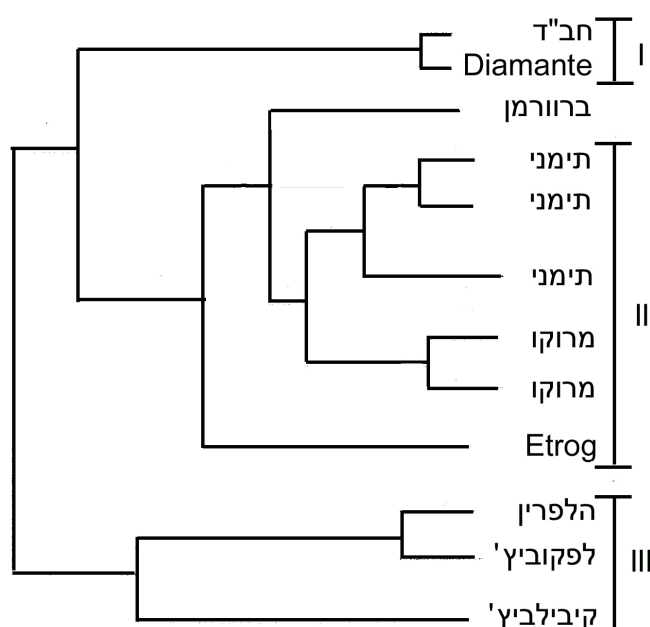 חב"ד
Diamante
I
ברוורמן
תימני
תימני
תימני
II
מרוקו
מרוקו
Etrog
הלפרין
לפקוביץ'
III
קיבילביץ'